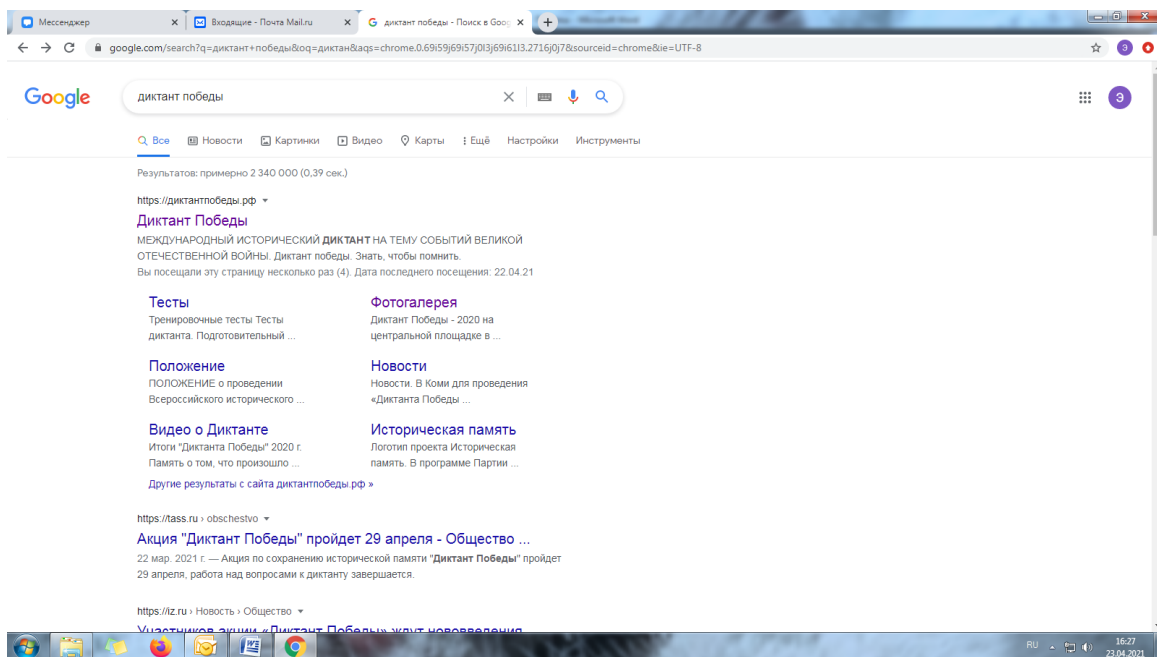 Мессенджер
Входящие - Почта Mail.ru
диктант победы - Поиск в Goog
google.com/search?q=диктант+победы&oq=диктан&aqs=chrome.0.69i59j69i57j0l3j69i61l3.2716j0j7&sourceid=chrome&ie=UTF-8
Э
Google
диктант победы
Э
Все Новости Картинки Видео Карты Ещё Настройки Инструменты
Результатов: примерно 2 340 000 (0,39 сек.)
https://диктантпобеды.рф
Диктант Победы
МЕЖДУНАРОДНЫЙ ИСТОРИЧЕСКИЙ ДИКТАНТ НА ТЕМУ СОБЫТИЙ ВЕЛИКОЙ
ОТЕЧЕСТВЕННОЙ ВОЙНЫ. Диктант победы. Знать, чтобы помнить.
Вы посещали эту страницу несколько раз (4). Дата последнего посещения: 22.04.21
Тесты
Тренировочные тесты Тесты
диктанта. Подготовительный ...
Фотогалерея
Диктант Победы - 2020 на
центральной площадке в ...
Положение
ПОЛОЖЕНИЕ о проведении
Всероссийского исторического ...
Новости
Новости. В Коми для проведения
«Диктанта Победы ...
Видео о Диктанте
Итоги "Диктанта Победы" 2020 г.
Память о том, что произошло ...
Историческая память
Логотип проекта Историческая
память. В программе Партии ...
Другие результаты с сайта диктантпобеды.рф »
https://tass.ru › obschestvo
Акция "Диктант Победы" пройдет 29 апреля - Общество ...
22 мар. 2021 г. — Акция по сохранению исторической памяти "Диктант Победы" пройдет
29 апреля, работа над вопросами к диктанту завершается.
https://iz.ru › Новость › Общество
Участников акции «Диктант Победы» ждут нововведения
RU
16:27
23.04.2021